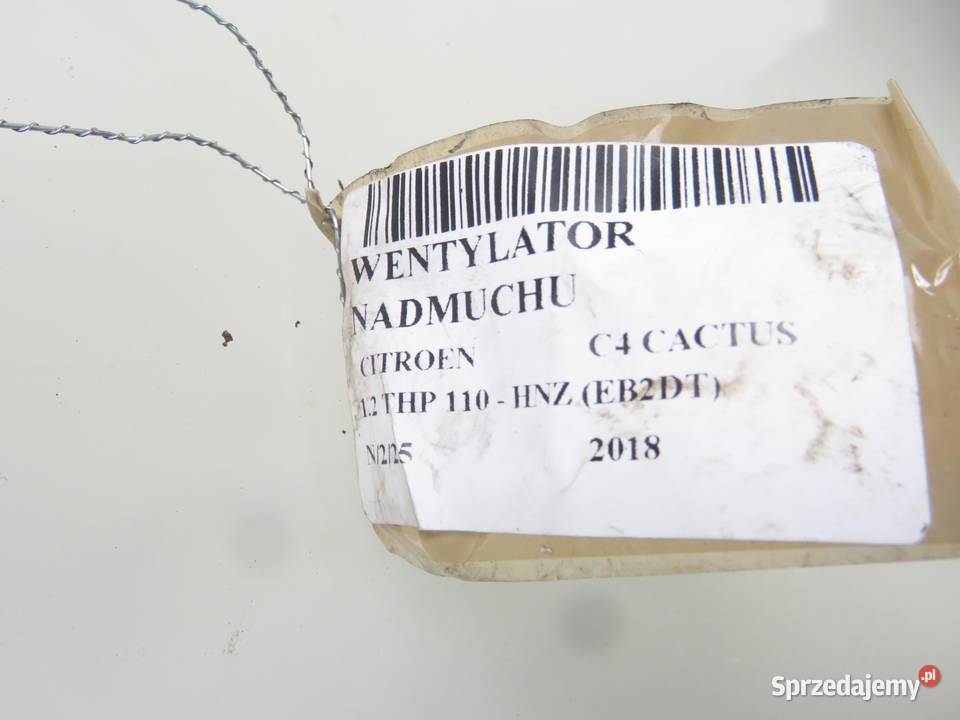 WENTYLATOR
NADMUCHU
CITROEN C4 CACTUS
1.2 THP 110 - HNZ (EB2DT)
2018
Sprzedajemy.pl